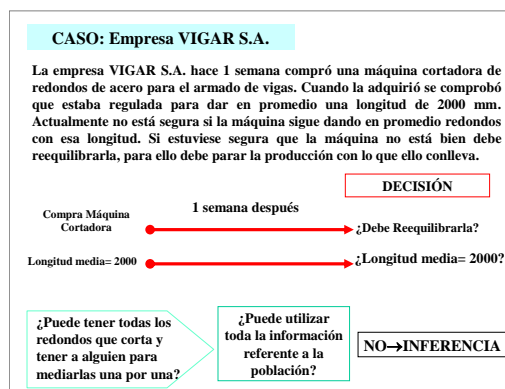 CASO: Empresa VIGAR S.A.
La empresa VIGAR S.A. hace 1 semana compró una máquina cortadora de
redondos de acero para el armado de vigas. Cuando la adquirió se comprobó
que estaba regulada para dar en promedio una longitud de 2000 mm.
Actualmente no está segura si la máquina sigue dando en promedio redondos
con esa longitud. Si estuviese segura que la máquina no está bien debe
reequilibrarla, para ello debe parar la producción con lo que ello conlleva.
DECISIÓN
Compra Máquina
Cortadora
1 semana después
¿Debe Reequilibrarla?
Longitud media= 2000
¿Longitud media= 2000?
¿Puede tener todas los
redondos que corta y
tener a alguien para
mediarlas una por una?
¿Puede utilizar
toda la información
referente a la
población?
NO→INFERENCIA